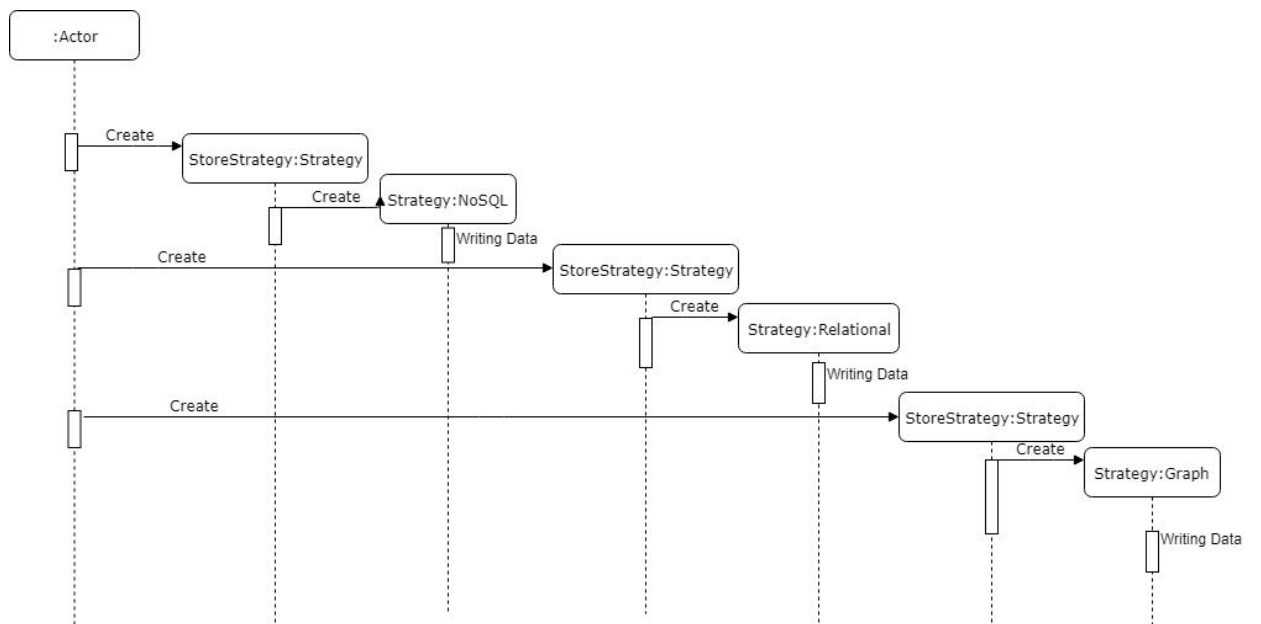 :Actor
Create
StoreStrategy:Strategy
Create
Strategy:NoSQL
Writing Data
Create
StoreStrategy:Strategy
Create
Strategy:Relational
Writing Data
Create
StoreStrategy:Strategy
Create
Strategy:Graph
Writing Data